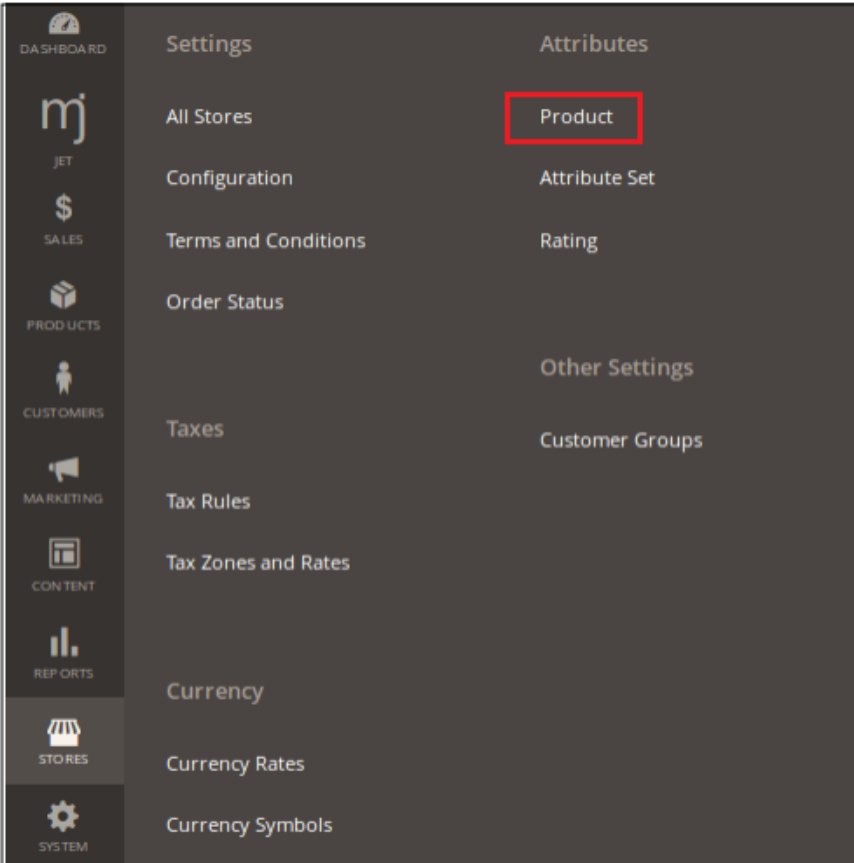 DASHBOARD
mj
JET
$
SALES
PRODUCTS
CUSTOMERS
MARKETING
CONTENT
REPORTS
STORES
SYSTEM
Settings
All Stores
Configuration
Terms and Conditions
Order Status
Taxes
Tax Rules
Tax Zones and Rates
Currency
Currency Rates
Currency Symbols
Attributes
Product
Attribute Set
Rating
Other Settings
Customer Groups